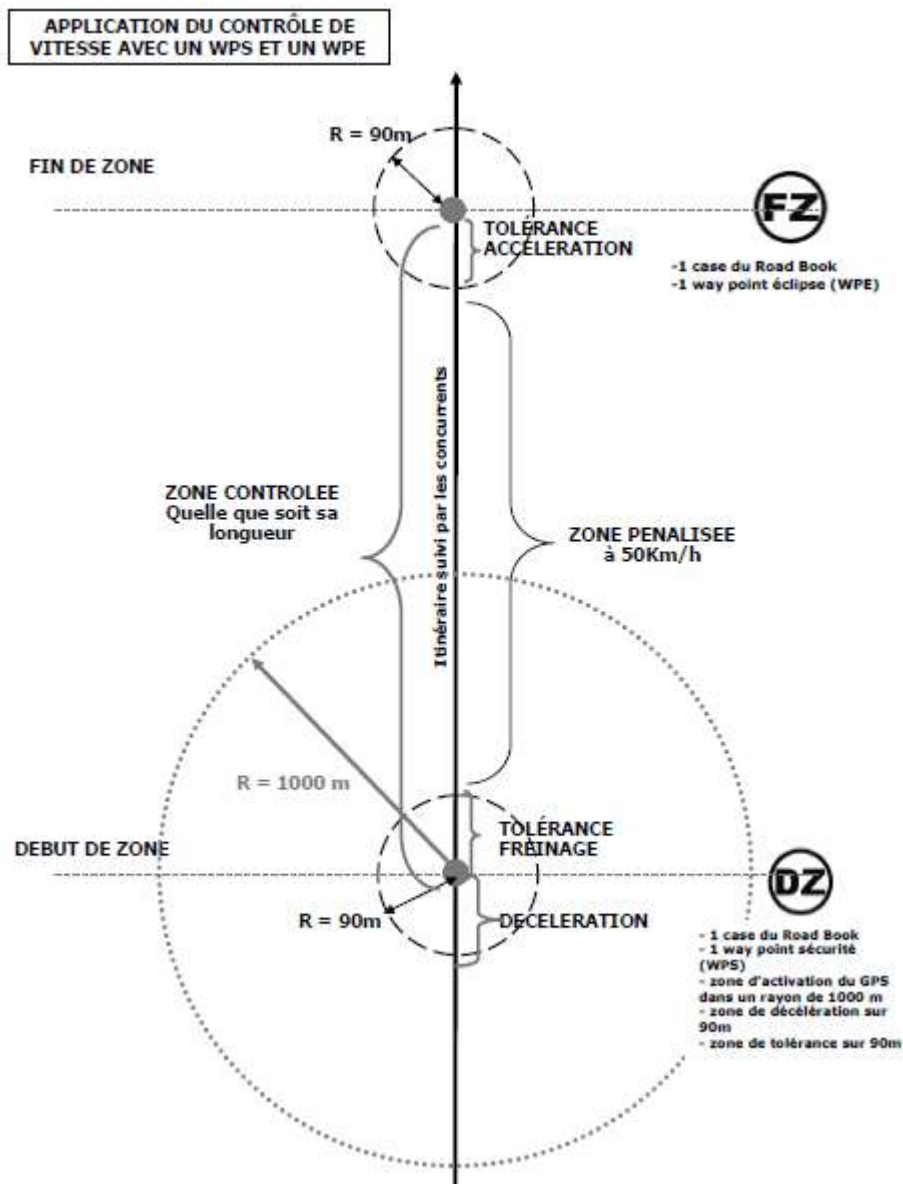 APPLICATION DU CONTRÔLE DE
VITESSE AVEC UN WPS ET UN WPE
R = 90m
FIN DE ZONE
FZ
TOLÉRANCE
ACCÉLERATION
-1 case du Road Book
-1 way point éclipse (WPE)
Itinéraire suivi par les concurrents
ZONE CONTROLEE
Quelle que soit sa
longueur
ZONE PENALISEE
à 50Km/h
R = 1000 m
TOLÉRANCE
FREINAGE
DEBUT DE ZONE
DZ
R = 90m
DECELERATION
- 1 case du Road Book
- 1 way point sécurité
(WPS)
- zone d'activation du GPS
dans un rayon de 1000 m
- zone de décélération sur
90m
- zone de tolérance sur 90m